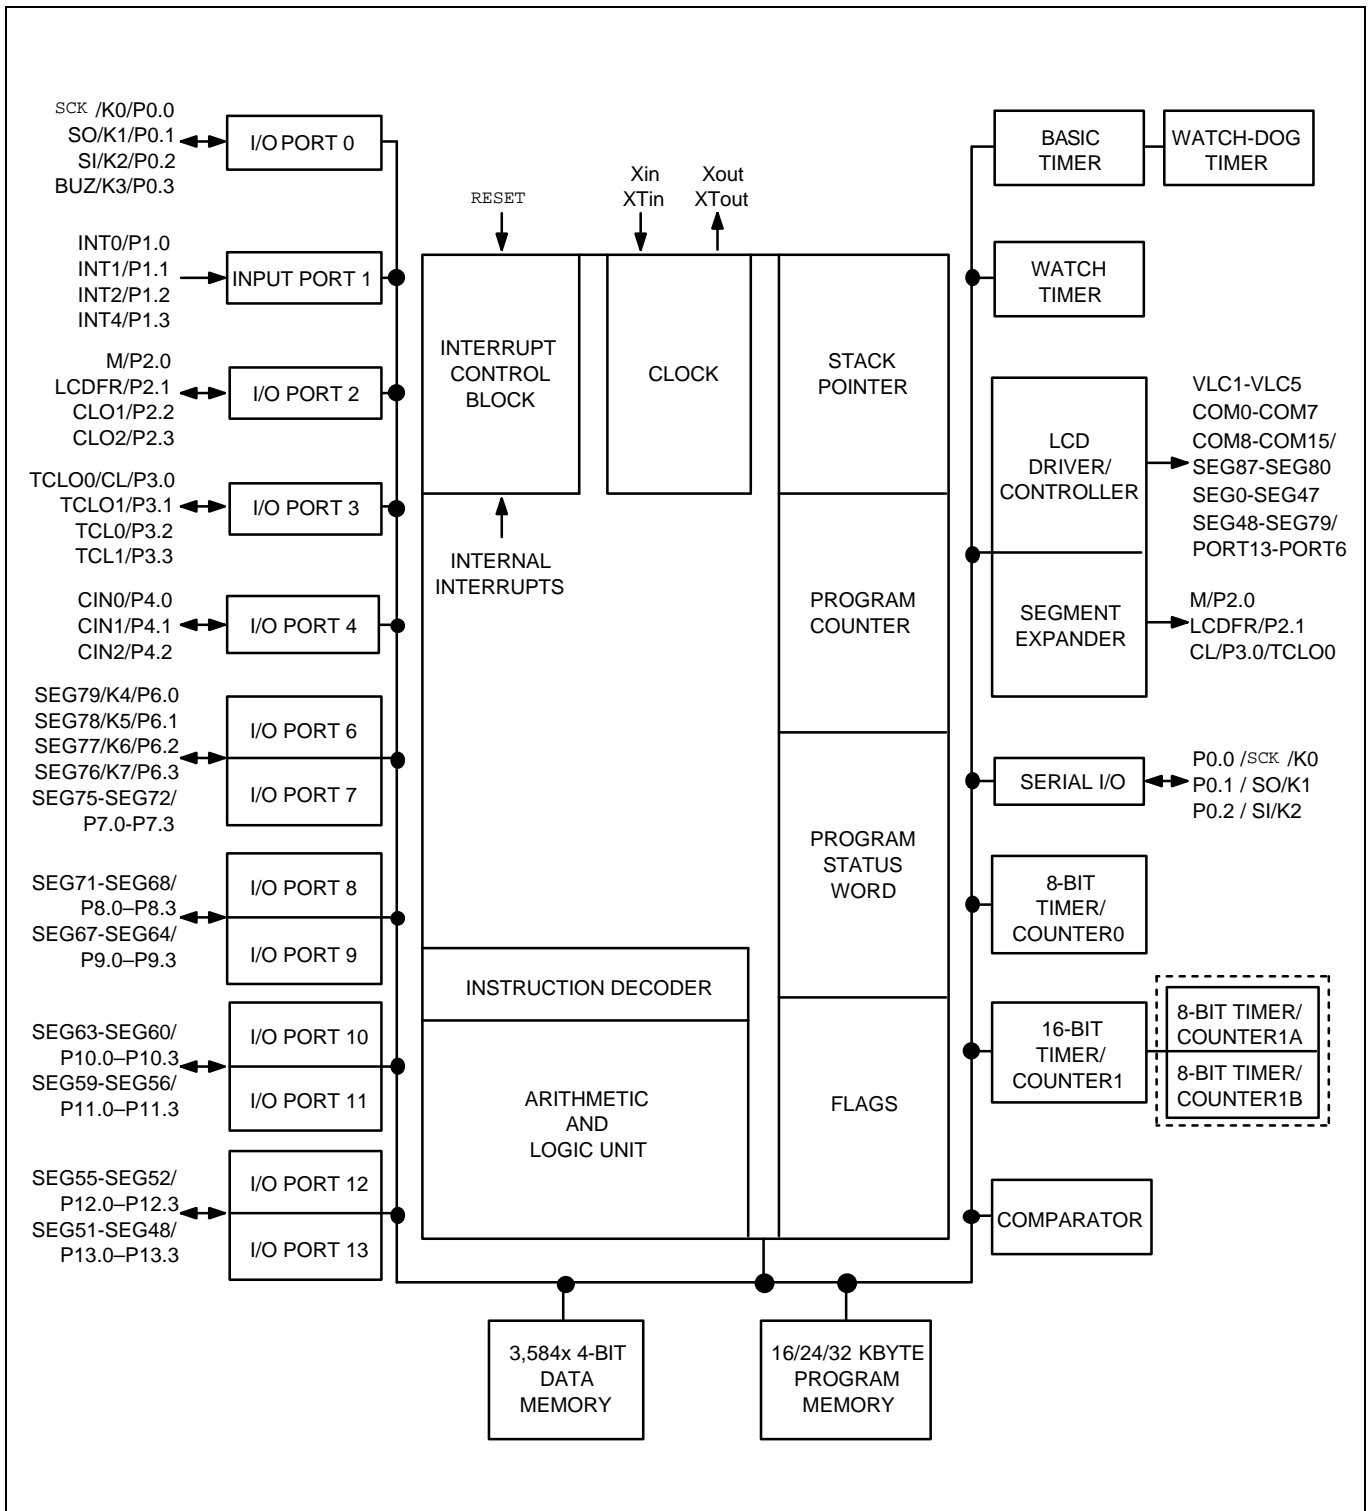 SCK /K0/P0.0
SO/K1/P0.1
SI/K2/P0.2
BUZ/K3/P0.3
I/O PORT 0
INT0/P1.0
INT1/P1.1
INT2/P1.2
INT4/P1.3
INPUT PORT 1
M/P2.0
LCDFR/P2.1
CLO1/P2.2
CLO2/P2.3
I/O PORT 2
TCLO0/CL/P3.0
TCLO1/P3.1
TCL0/P3.2
TCL1/P3.3
I/O PORT 3
CIN0/P4.0
CIN1/P4.1
CIN2/P4.2
I/O PORT 4
SEG79/K4/P6.0
SEG78/K5/P6.1
SEG77/K6/P6.2
SEG76/K7/P6.3
SEG75-SEG72/
P7.0-P7.3
I/O PORT 6
I/O PORT 7
SEG71-SEG68/
P8.0–P8.3
SEG67-SEG64/
P9.0–P9.3
I/O PORT 8
I/O PORT 9
SEG63-SEG60/
P10.0–P10.3
SEG59-SEG56/
P11.0–P11.3
I/O PORT 10
I/O PORT 11
SEG55-SEG52/
P12.0–P12.3
SEG51-SEG48/
P13.0–P13.3
I/O PORT 12
I/O PORT 13
RESET
Xin
XTin
Xout
XTout
INTERRUPT
CONTROL
BLOCK
CLOCK
STACK
POINTER
INTERNAL
INTERRUPTS
PROGRAM
COUNTER
PROGRAM
STATUS
WORD
INSTRUCTION DECODER
ARITHMETIC
AND
LOGIC UNIT
FLAGS
3,584x 4-BIT
DATA
MEMORY
16/24/32 KBYTE
PROGRAM
MEMORY
BASIC
TIMER
WATCH-DOG
TIMER
WATCH
TIMER
LCD
DRIVER/
CONTROLLER
VLC1-VLC5
COM0-COM7
COM8-COM15/
SEG87-SEG80
SEG0-SEG47
SEG48-SEG79/
PORT13-PORT6
SEGMENT
EXPANDER
M/P2.0
LCDFR/P2.1
CL/P3.0/TCLO0
SERIAL I/O
P0.0 /SCK /K0
P0.1 / SO/K1
P0.2 / SI/K2
8-BIT
TIMER/
COUNTER0
16-BIT
TIMER/
COUNTER1
8-BIT TIMER/
COUNTER1A
8-BIT TIMER/
COUNTER1B
COMPARATOR